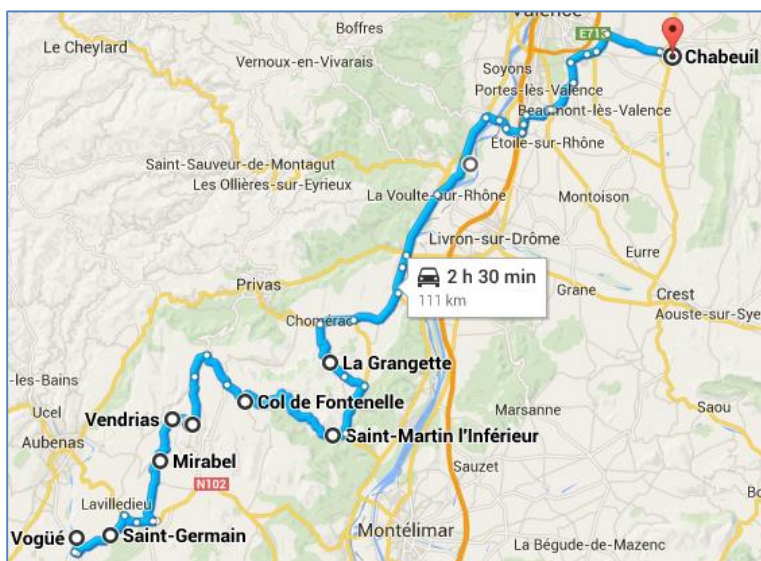 Valence
Boffres
E713
Le Cheylard
Vernoux-en-Vivarais
Soyons
Chabeuil
Portes-lès-Valence
Beaumont-lès-Valence
Étoile-sur-Rhône
Saint-Sauveur-de-Montagut
Les Ollières-sur-Eyrieux
La Voulte-sur-Rhône
Montoison
Livron-sur-Drôme
Eurre
2 h 30 min
111 km
Privas
Grane
Crest
Aouste-sur-Sye
Chomérac
La Grangette
-les-Bains
Col de Fontenelle
Marsanne
Saou
Ucel
Vendrias
Aubenas
Saint-Martin l'Inférieur
Mirabel
Sauzet
N102
Lavilledieu
Bo
Vogüé
Saint-Germain
Montélimar
La Bégude-de-Mazenc